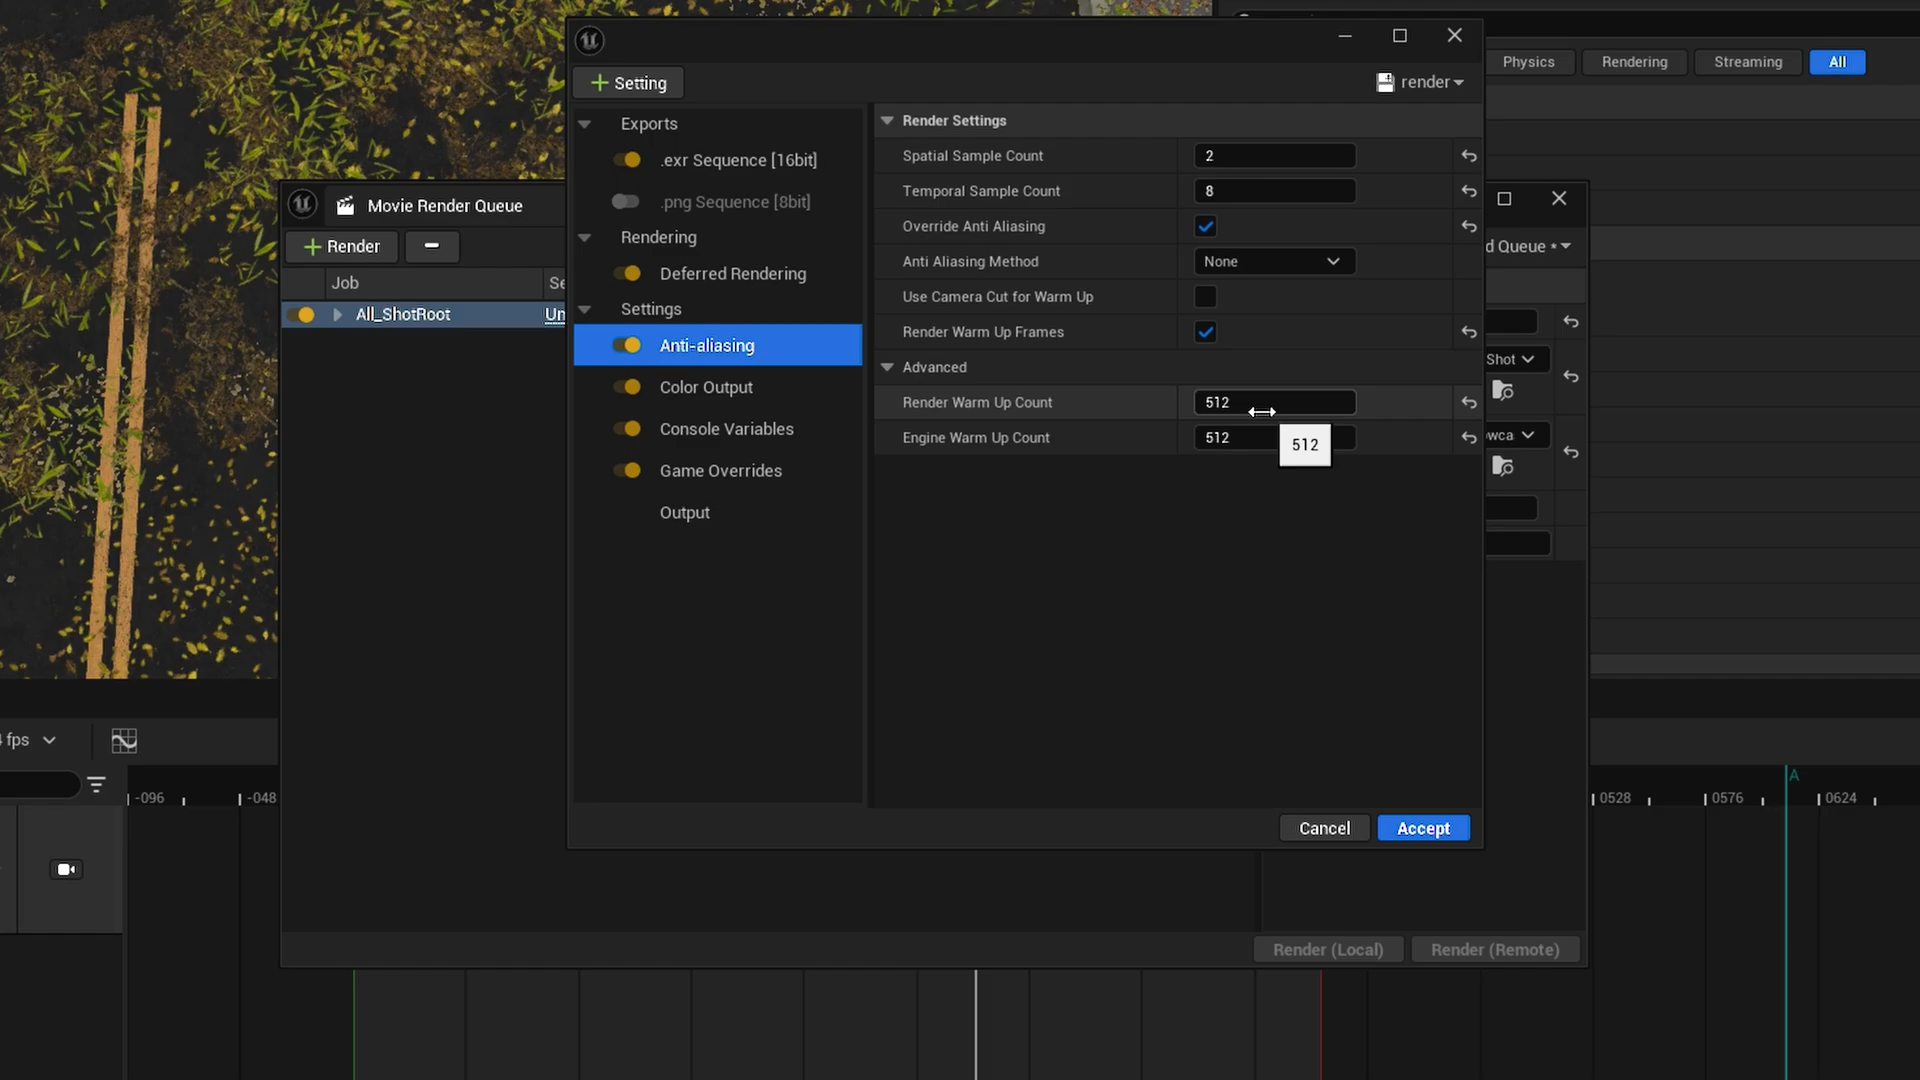 Setting
render
Exports
.exr Sequence [16bit]
.png Sequence [8bit]
Rendering
Deferred Rendering
Settings
Anti-aliasing
Color Output
Console Variables
Game Overrides
Output
Render Settings
Spatial Sample Count 2
Temporal Sample Count 8
Override Anti Aliasing
Anti Aliasing Method None
Use Camera Cut for Warm Up
Render Warm Up Frames
Advanced
Render Warm Up Count 512
Engine Warm Up Count 512
512
Cancel Accept
Movie Render Queue
Render
d Queue •
Job Se
All_ShotRoot Un
Shot
wca
Render (Local) Render (Remote)
Physics Rendering Streaming All
fps
-096 -048 0528 0576 0624
A